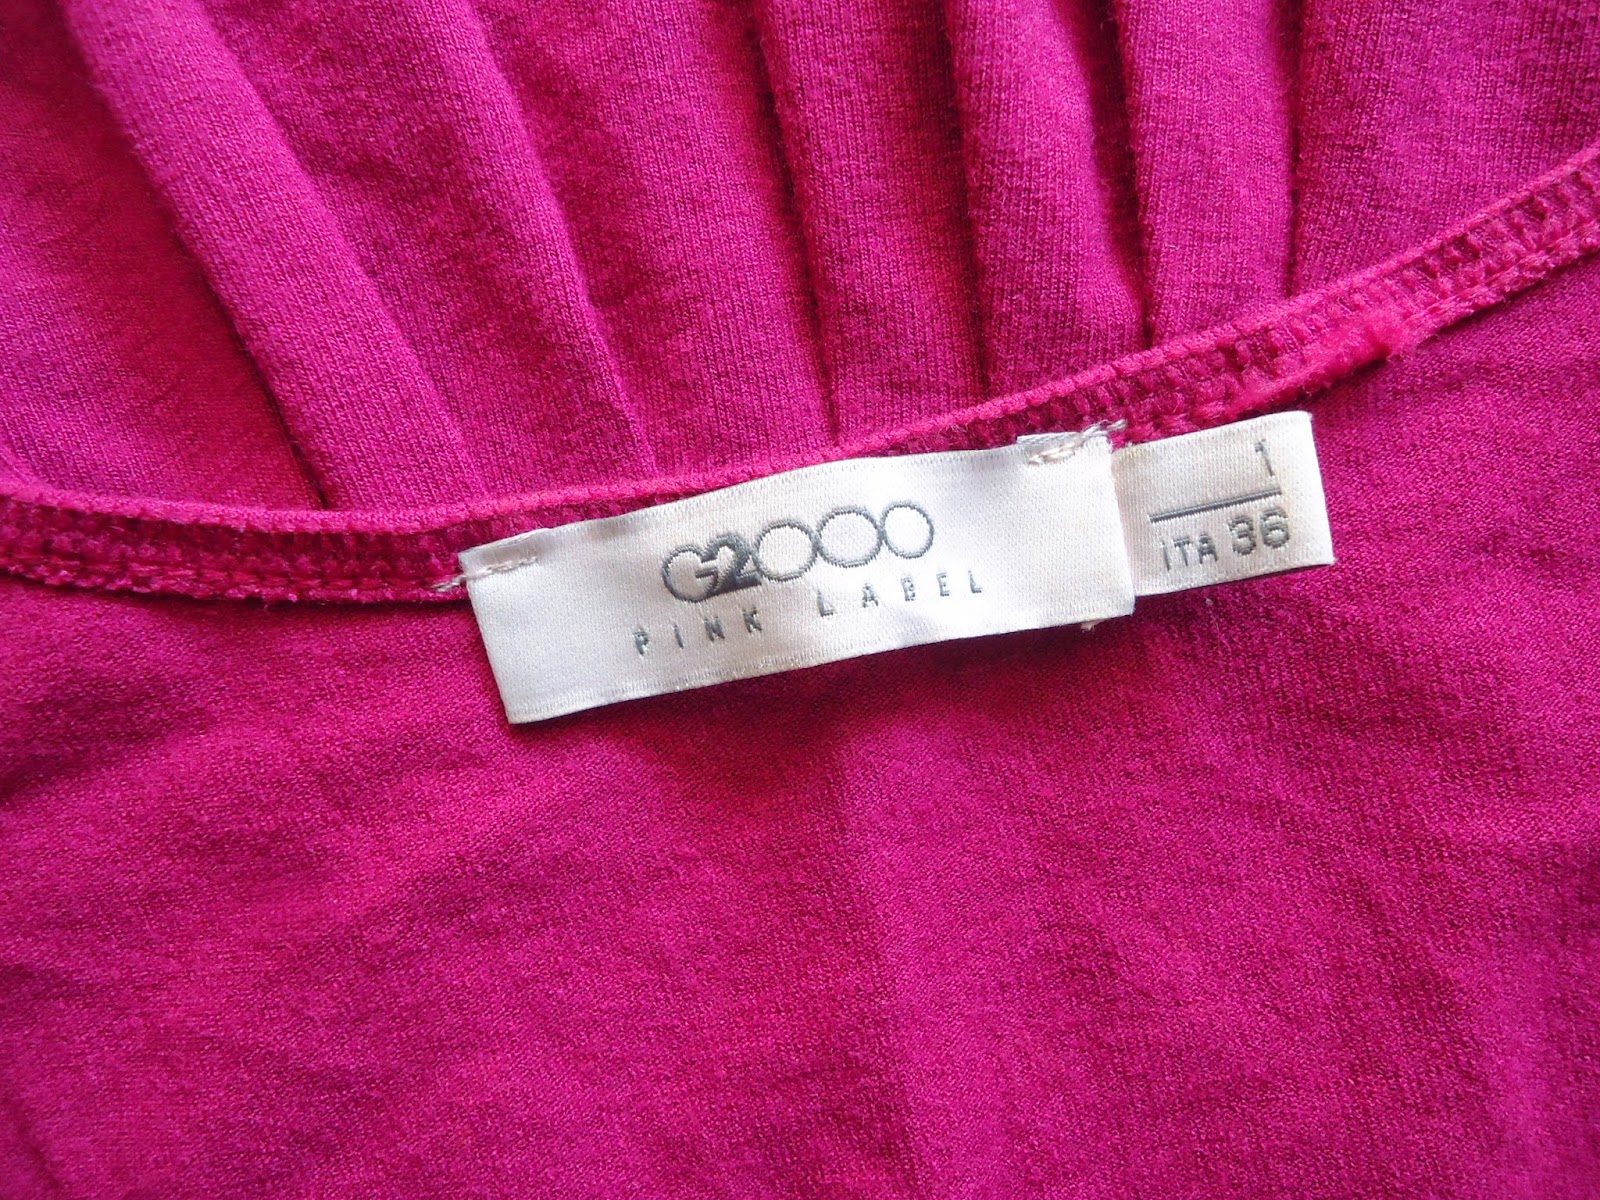 G2000
PINK LABEL
1
iTA 36